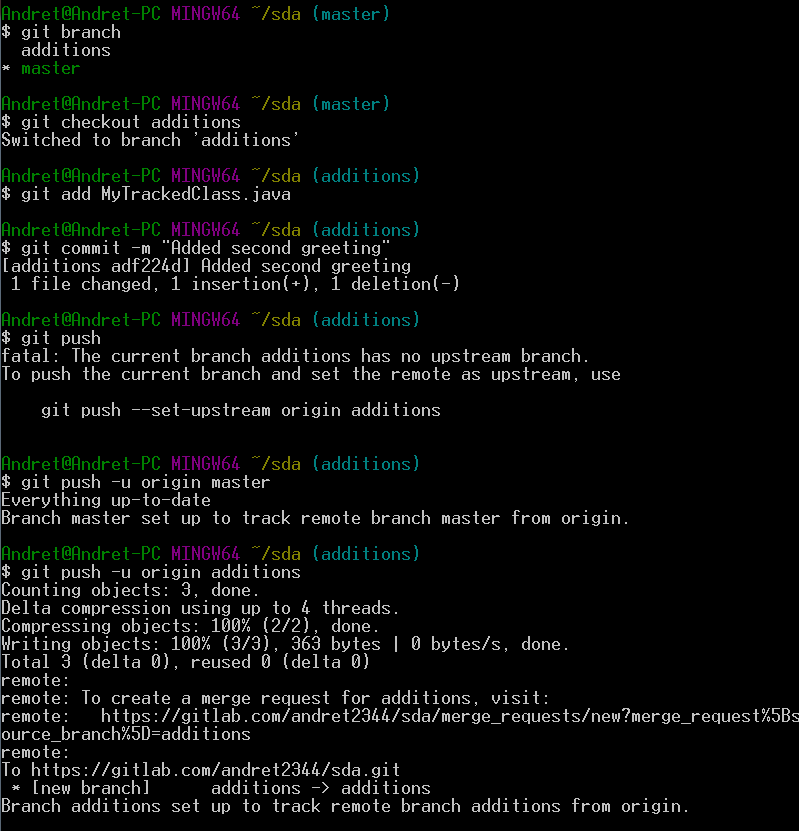 Andret@Andret-PC MINGW64 ~/sda (master)
$ git branch
  additions
* master

Andret@Andret-PC MINGW64 ~/sda (master)
$ git checkout additions
Switched to branch 'additions'

Andret@Andret-PC MINGW64 ~/sda (additions)
$ git add MyTrackedClass.java

Andret@Andret-PC MINGW64 ~/sda (additions)
$ git commit -m "Added second greeting"
[additions adf224d] Added second greeting
 1 file changed, 1 insertion(+), 1 deletion(-)

Andret@Andret-PC MINGW64 ~/sda (additions)
$ git push
fatal: The current branch additions has no upstream branch.
To push the current branch and set the remote as upstream, use

    git push --set-upstream origin additions


Andret@Andret-PC MINGW64 ~/sda (additions)
$ git push -u origin master
Everything up-to-date
Branch master set up to track remote branch master from origin.

Andret@Andret-PC MINGW64 ~/sda (additions)
$ git push -u origin additions
Counting objects: 3, done.
Delta compression using up to 4 threads.
Compressing objects: 100% (2/2), done.
Writing objects: 100% (3/3), 363 bytes | 0 bytes/s, done.
Total 3 (delta 0), reused 0 (delta 0)
remote:
remote: To create a merge request for additions, visit:
remote:   https://gitlab.com/andret2344/sda/merge_requests/new?merge_request%5Bs
ource_branch%5D=additions
remote:
To https://gitlab.com/andret2344/sda.git
 * [new branch]      additions -> additions
Branch additions set up to track remote branch additions from origin.